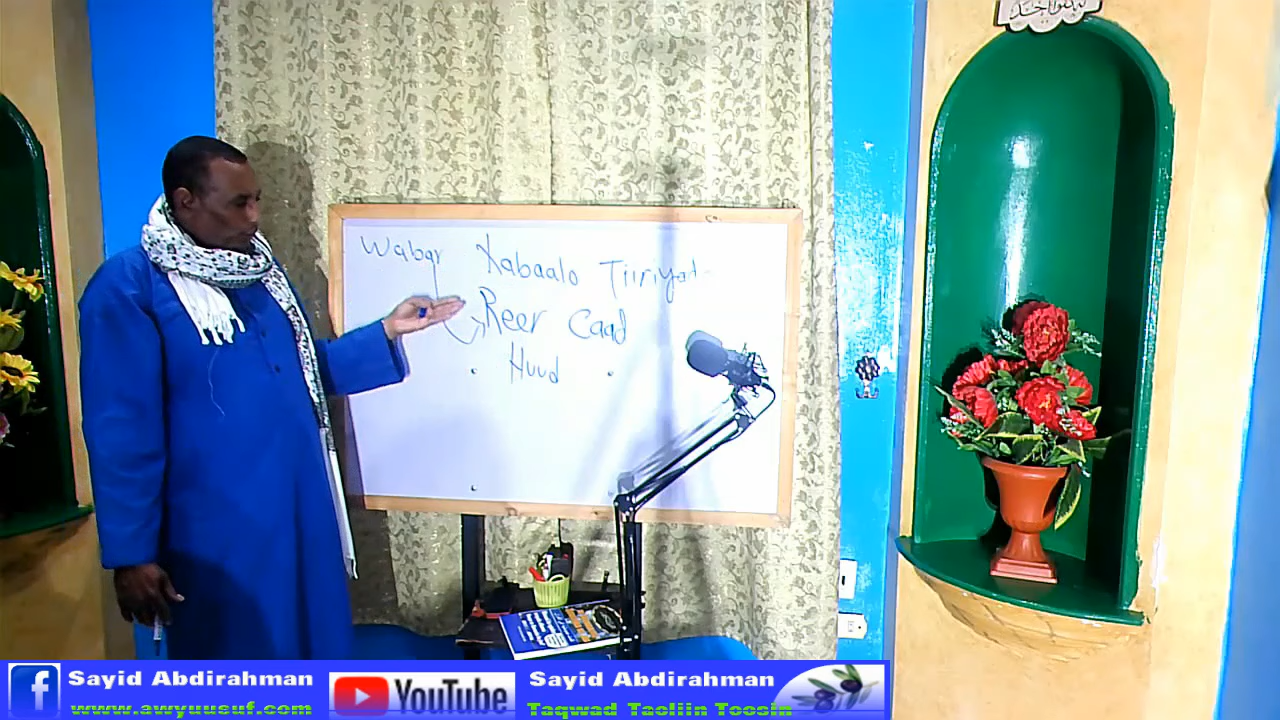 Wabar Xabaalo Tiiriyad
Reer Caad
Huud
Sayid Abdirahman
www.awyuusuf.com
YouTube
Sayid Abdirahman
Taqwad Taoliin Toosin